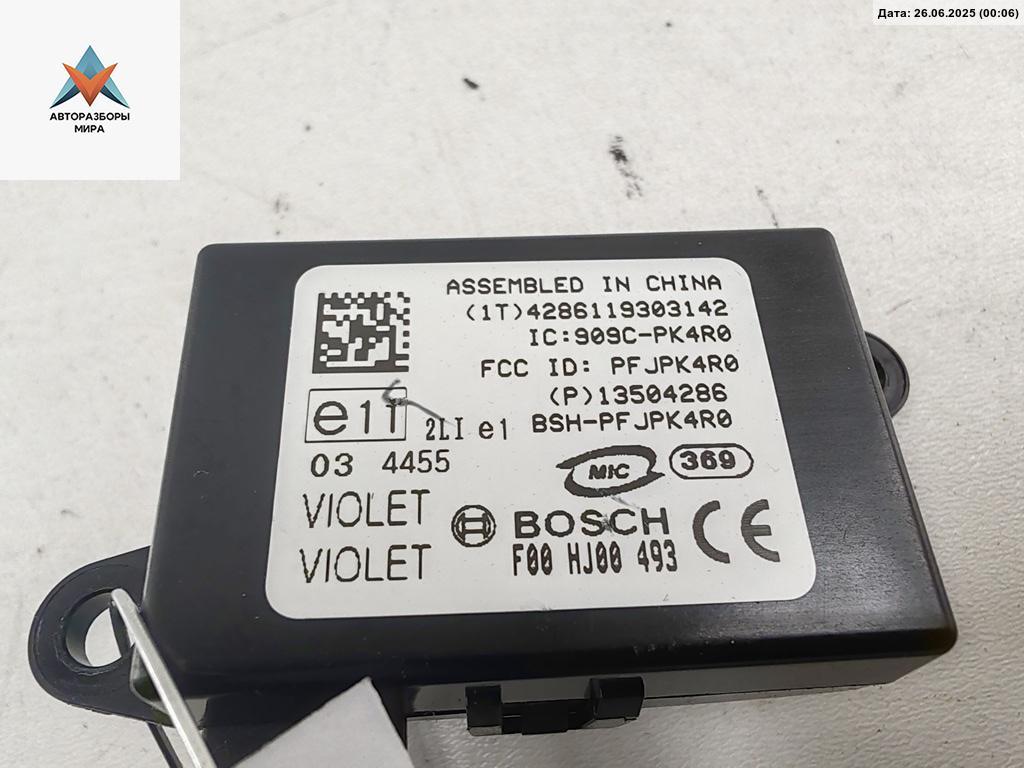 Дата: 26.06.2025 (00:06)
АВТОРАЗБОРЫ
МИРА
ASSEMBLED IN CHINA
(1T)4286119303142
IC:909C-PK4R0
FCC ID: PFJPK4R0
(P)13504286
e11 2LI e1 BSH-PFJPK4R0
03 4455
MIC 369
VIOLET
BOSCH CE
VIOLET
F00 HJ00 493